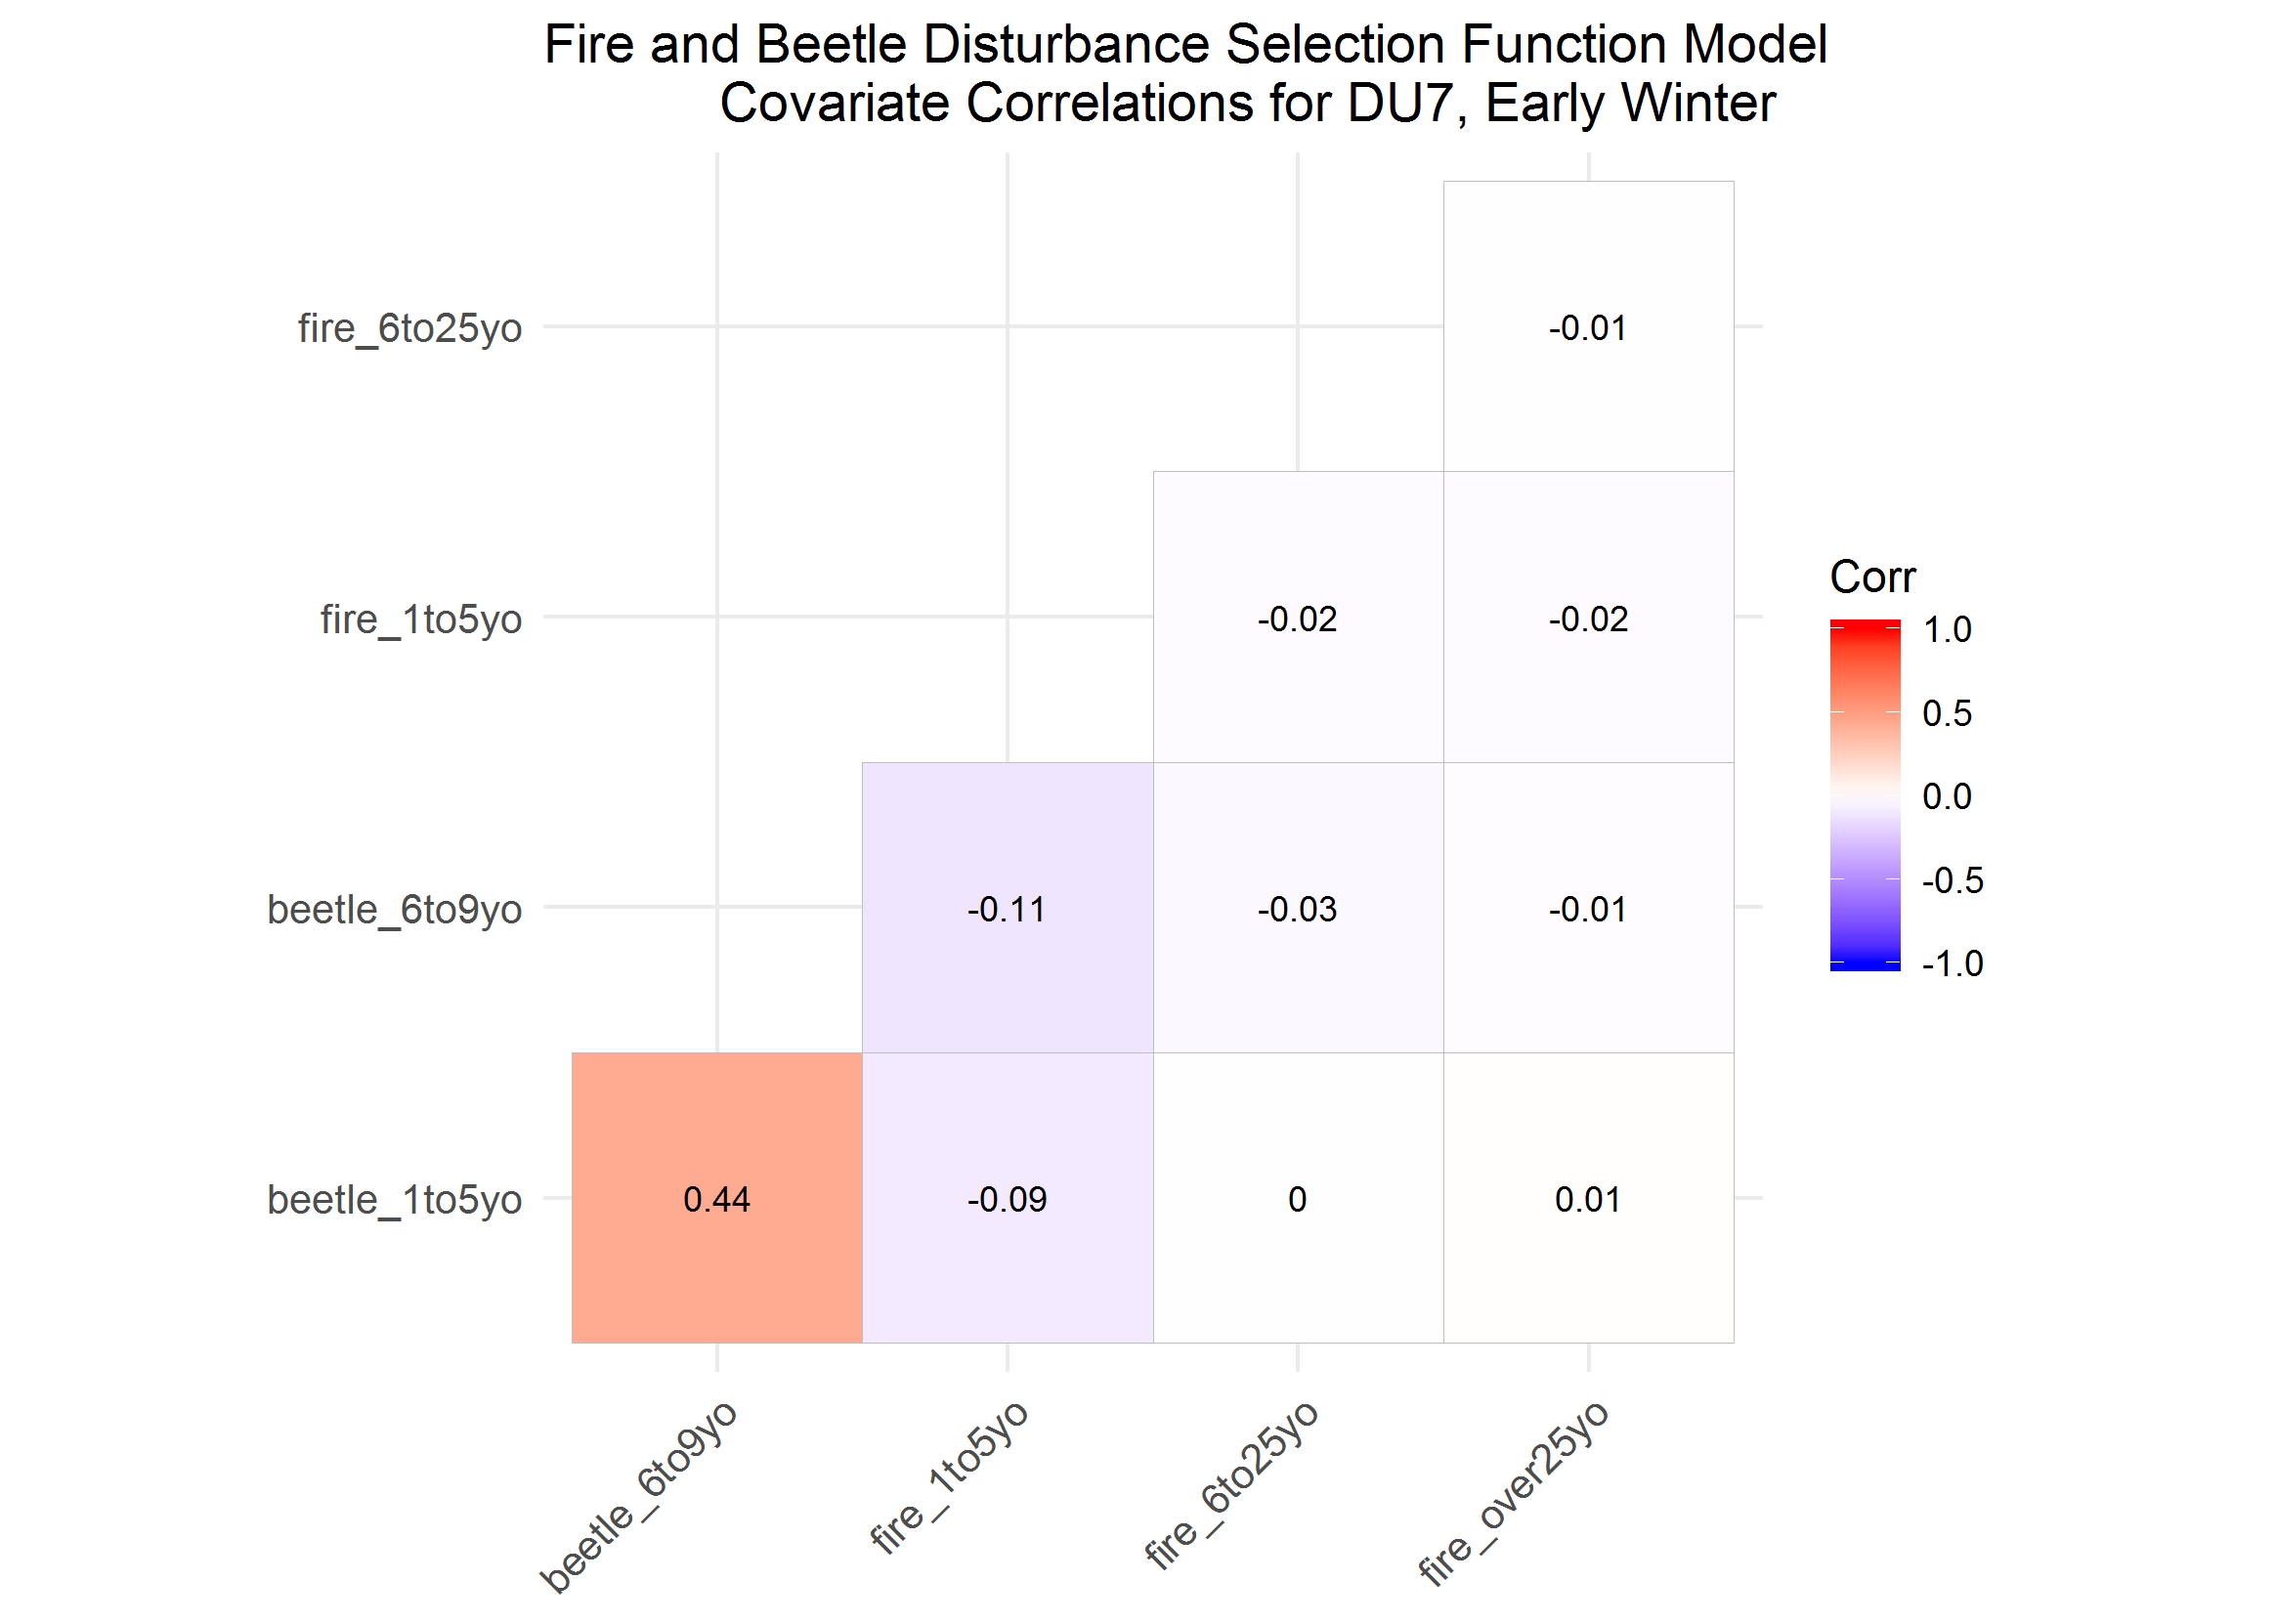 Fire and Beetle Disturbance Selection Function Model
Covariate Correlations for DU7, Early Winter
fire_6to25yo
-0.01
fire_1to5yo
-0.02
-0.02
beetle_6to9yo
-0.11
-0.03
-0.01
beetle_1to5yo
0.44
-0.09
0
0.01
beetle_6to9yo
fire_1to5yo
fire_6to25yo
fire_over25yo
Corr
1.0
0.5
0.0
-0.5
-1.0